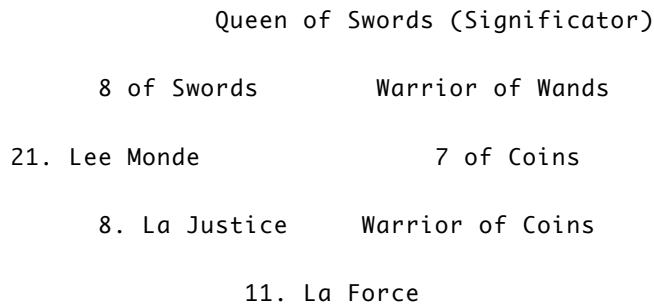 Queen of Swords (Significator)
8 of Swords Warrior of Wands
21. Lee Monde 7 of Coins
8. La Justice Warrior of Coins
11. La Force